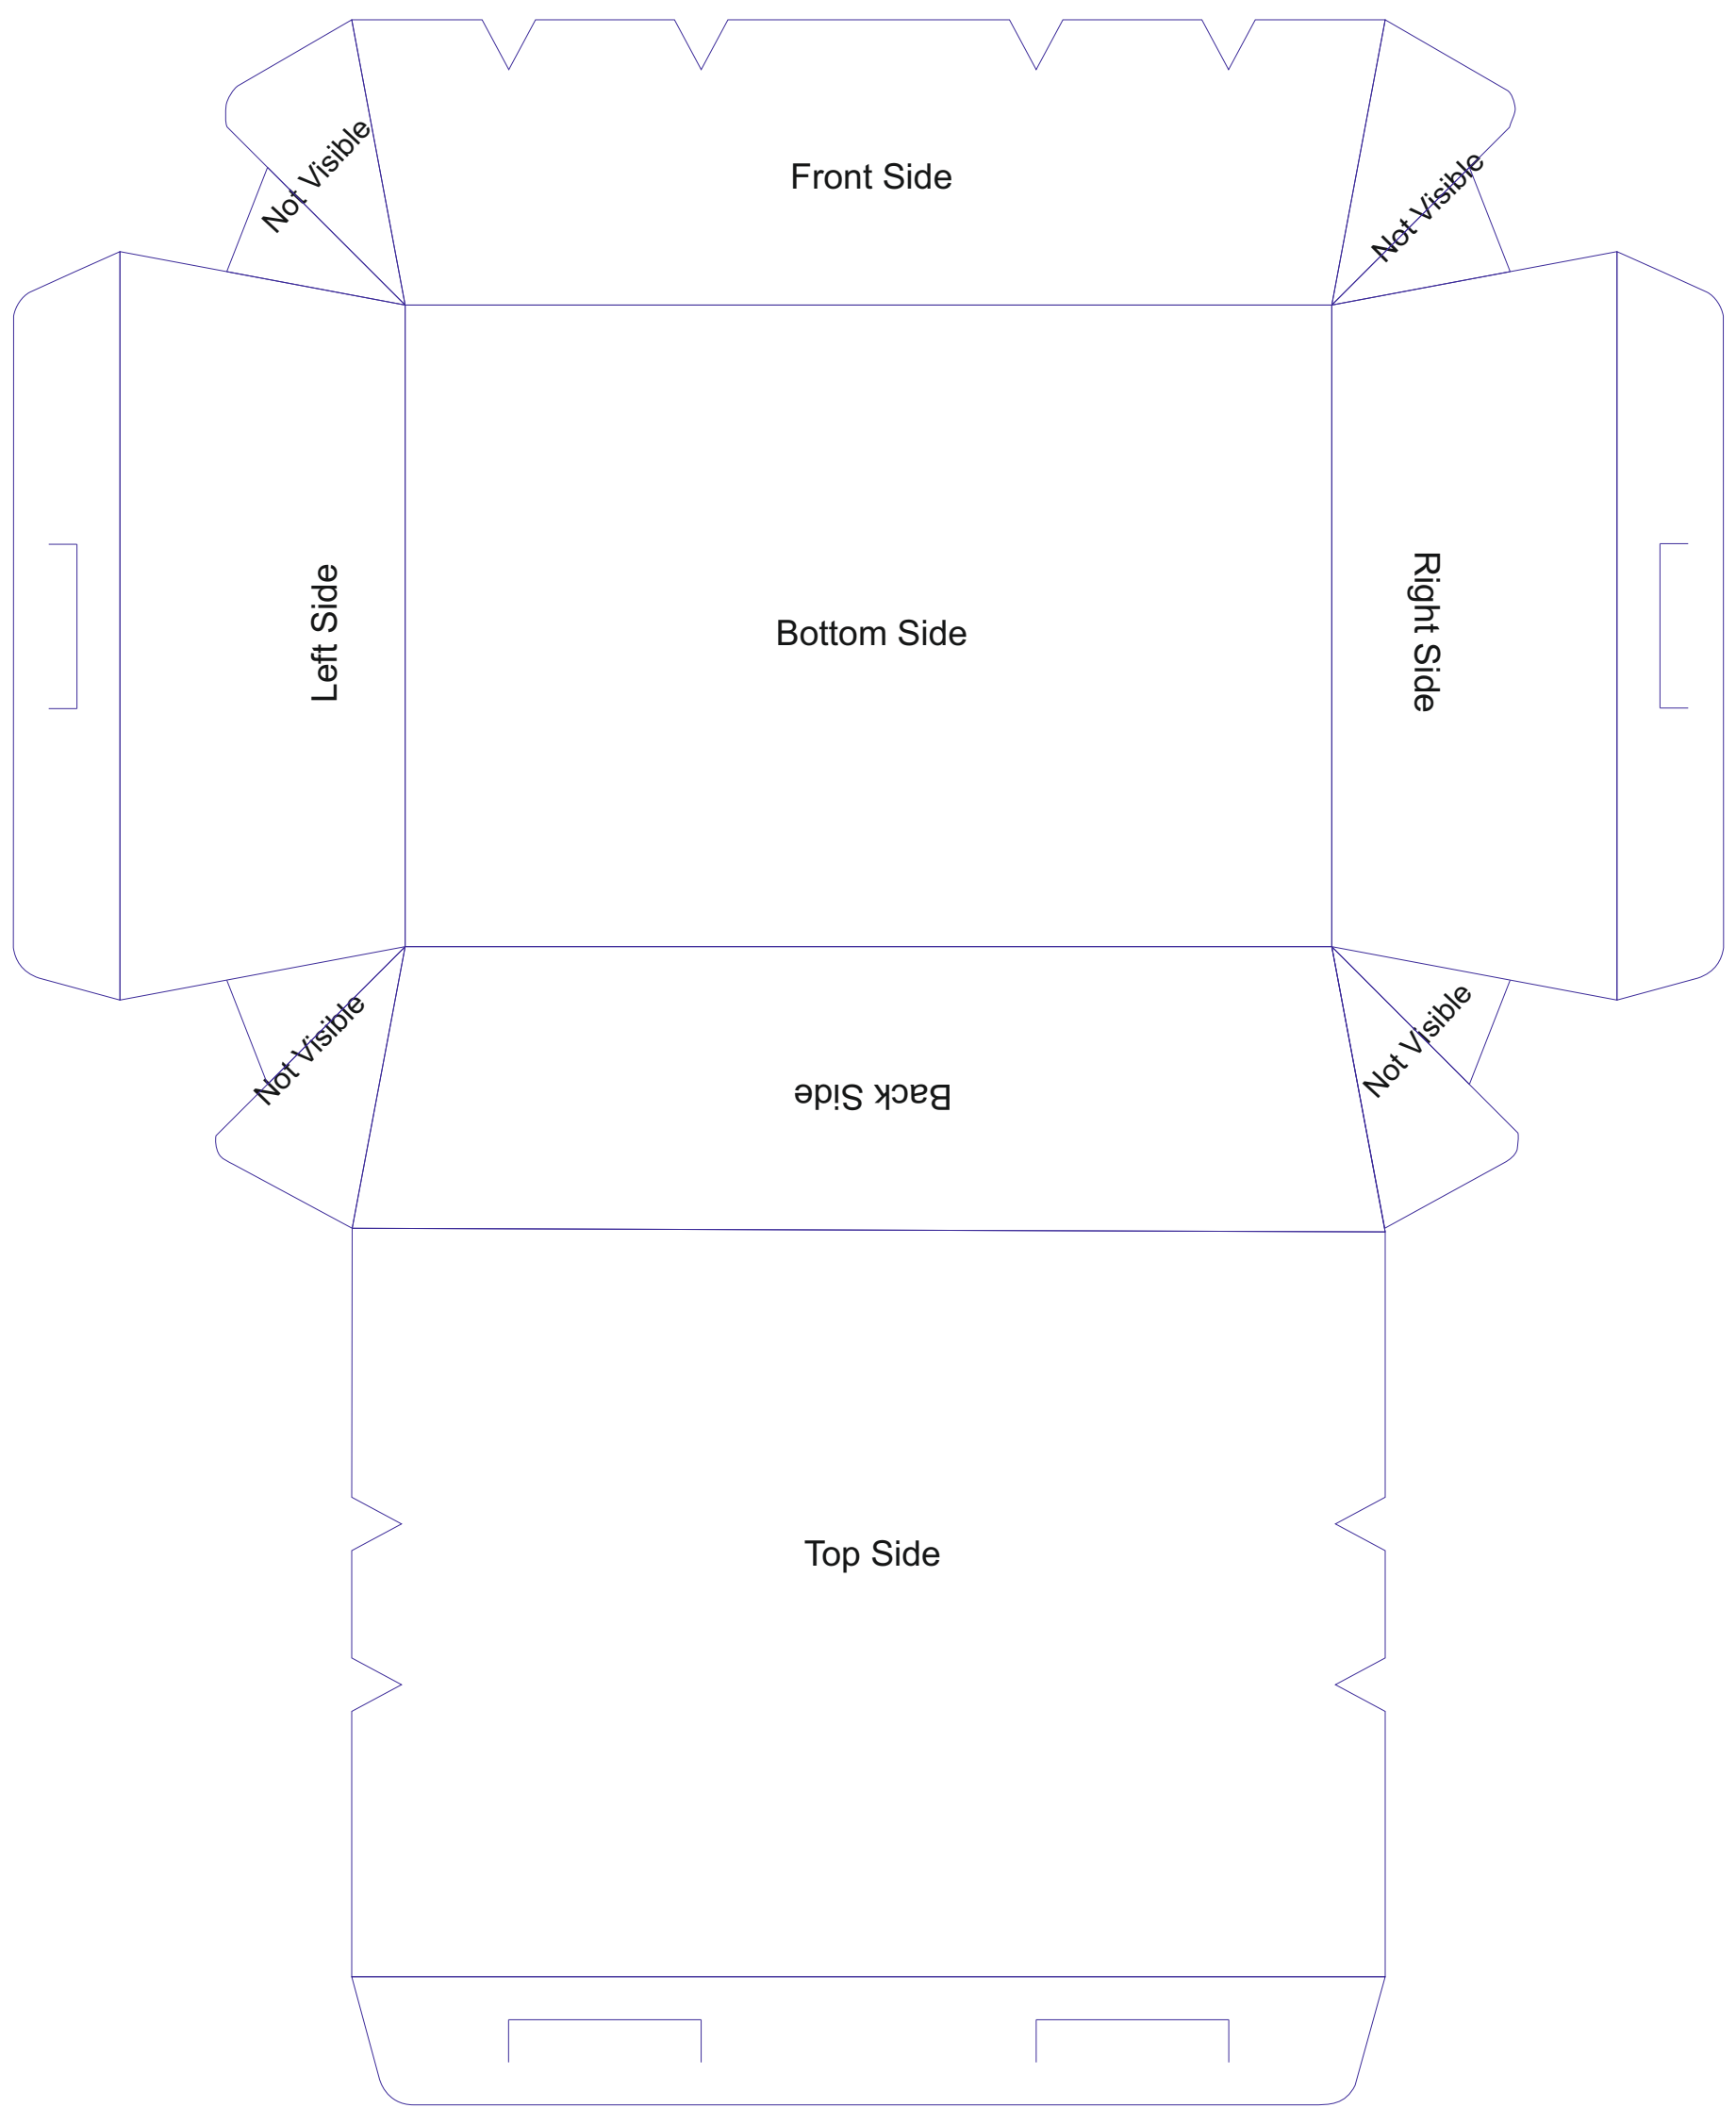 Not Visible
Front Side
Not Visible
Left Side
Bottom Side
Right Side
Not Visible
Back Side
Not Visible
Top Side